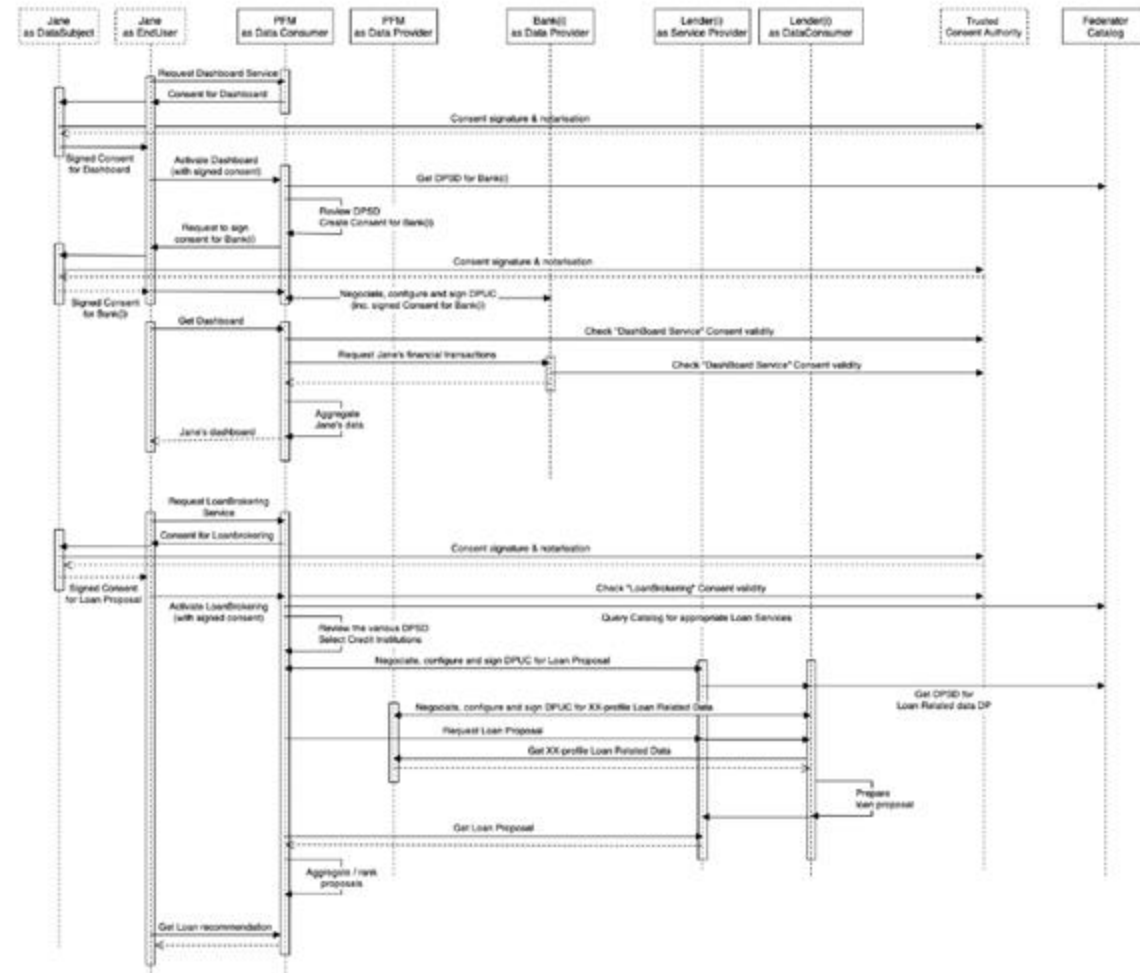 Jane
as DataSubject
Jane
as EndUser
PFM
as Data Consumer
PFM
as Data Provider
Bank(i)
as Data Provider
Lender(i)
as Service Provider
Lender(i)
as DataConsumer
Trusted
Consent Authority
Federator
Catalog
Request Dashboard Service
Consent for Dashboard
Consent signature & notarisation
Signed Consent
for Dashboard
Activate Dashboard
(with signed consent)
Get DPSD for Bank(i)
Review DPSD
Create Consent for Bank(i)
Request to sign
consent for Bank(i)
Consent signature & notarisation
Signed Consent
for Bank(i)
Negociate, configure and sign DPUC
(inc. signed Consent for Bank(i)
Get Dashboard
Check "DashBoard Service" Consent validity
Request Jane's financial transactions
Check "DashBoard Service" Consent validity
Aggregate
Jane's data
Jane's dashboard
Request LoanBrokering
Service
Consent for Loanbrokering
Consent signature & notarisation
Signed Consent
for Loan Proposal
Check "LoanBrokering" Consent validity
Activate LoanBrokering
(with signed consent)
Query Catalog for appropriate Loan Services
Review the various DPSD
Select Credit Institutions
Negociate, configure and sign DPUC for Loan Proposal
Get DPSD for
Loan Related data DP
Negociate, configure and sign DPUC for XX-profile Loan Related Data
Request Loan Proposal
Get XX-profile Loan Related Data
Prepare
loan proposal
Get Loan Proposal
Aggregate / rank
proposals
Get Loan recommendation